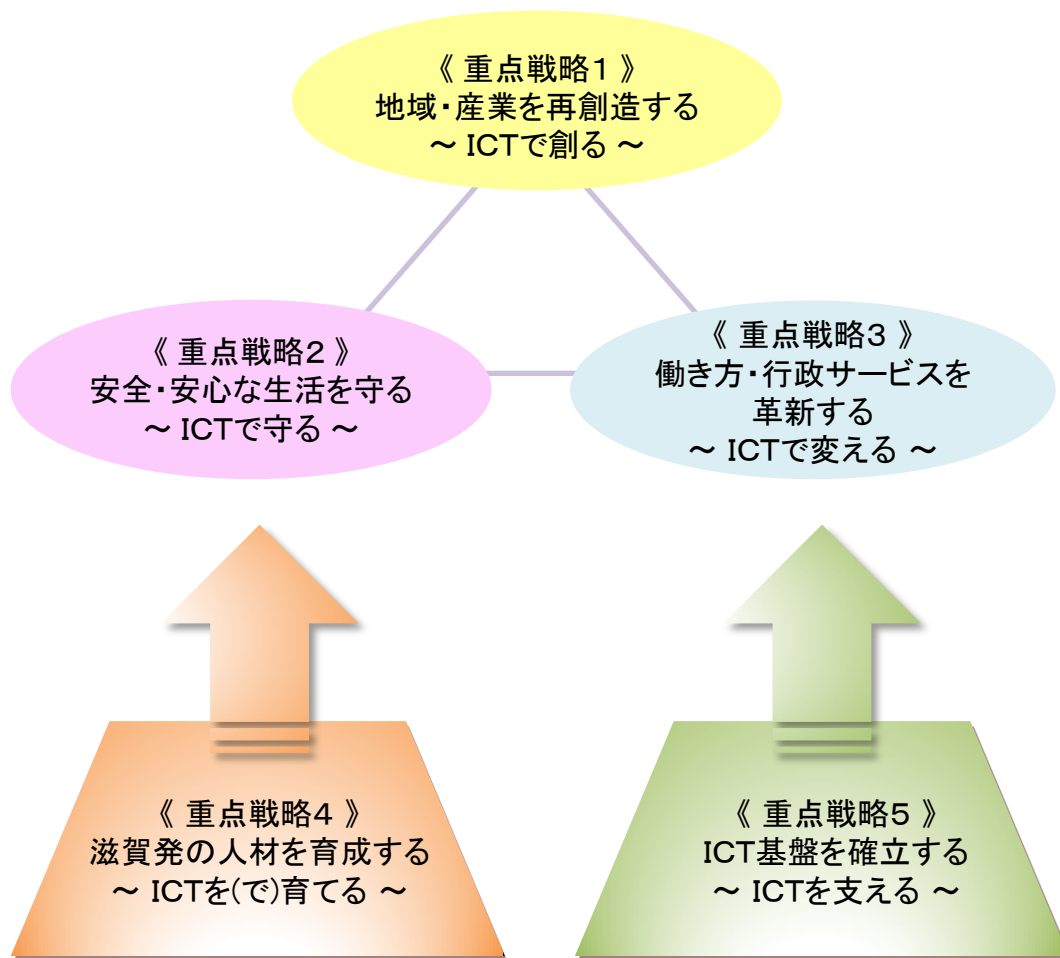 《 重点戦略１ 》
地域・産業を再創造する
～ ICTで創る ～
《 重点戦略２ 》
安全・安心な生活を守る
～ ICTで守る ～
《 重点戦略３ 》
働き方・行政サービスを
革新する
～ ICTで変える ～
《 重点戦略４ 》
滋賀発の人材を育成する
～ ICTを(で)育てる ～
《 重点戦略５ 》
ICT基盤を確立する
～ ICTを支える ～